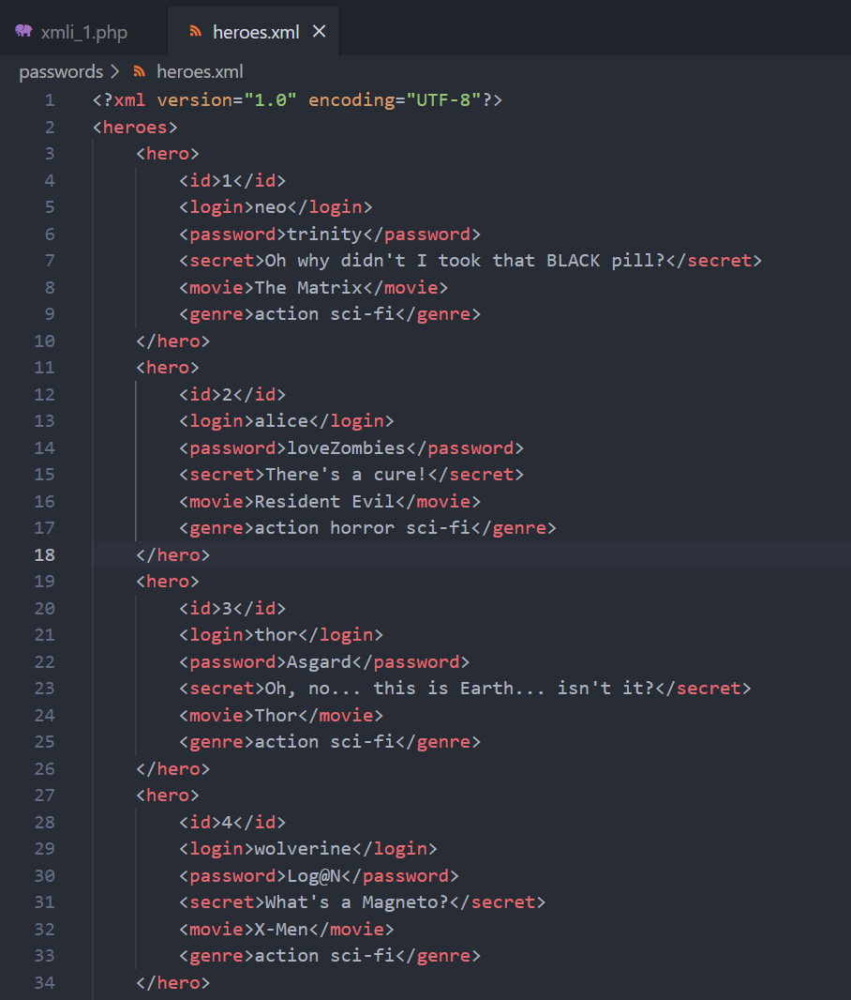 xmli_1.php heroes.xml
passwords > heroes.xml
1 <?xml version="1.0" encoding="UTF-8"?>
2 <heroes>
3 <hero>
4 <id>1</id>
5 <login>neo</login>
6 <password>trinity</password>
7 <secret>Oh why didn't I took that BLACK pill?</secret>
8 <movie>The Matrix</movie>
9 <genre>action sci-fi</genre>
10 </hero>
11 <hero>
12 <id>2</id>
13 <login>alice</login>
14 <password>loveZombies</password>
15 <secret>There's a cure!</secret>
16 <movie>Resident Evil</movie>
17 <genre>action horror sci-fi</genre>
18 </hero>
19 <hero>
20 <id>3</id>
21 <login>thor</login>
22 <password>Asgard</password>
23 <secret>Oh, no... this is Earth... isn't it?</secret>
24 <movie>Thor</movie>
25 <genre>action sci-fi</genre>
26 </hero>
27 <hero>
28 <id>4</id>
29 <login>wolverine</login>
30 <password>Log@N</password>
31 <secret>What's a Magneto?</secret>
32 <movie>X-Men</movie>
33 <genre>action sci-fi</genre>
34 </hero>